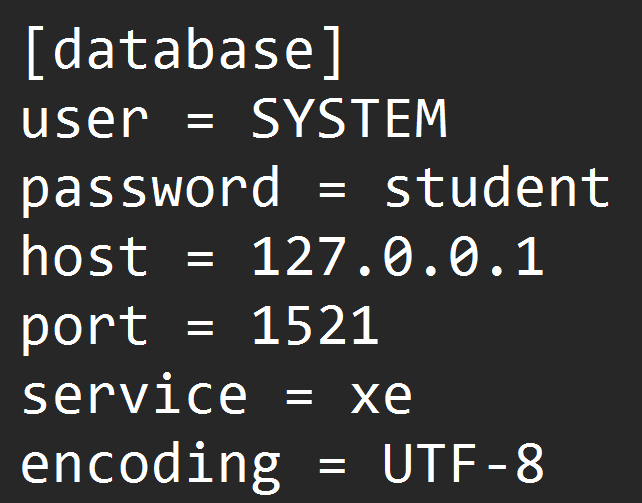 [database]
user = SYSTEM
password = student
host = 127.0.0.1
port = 1521
service = xe
encoding = UTF-8